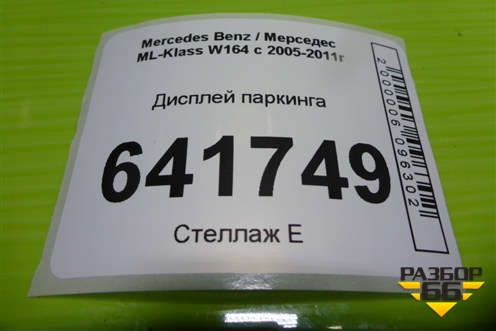 Mercedes Benz / Мерседес
ML-Klass W164 с 2005-2011г
Дисплей паркинга
641749
Стеллаж Е
2000006096302
РАЗБОР
66